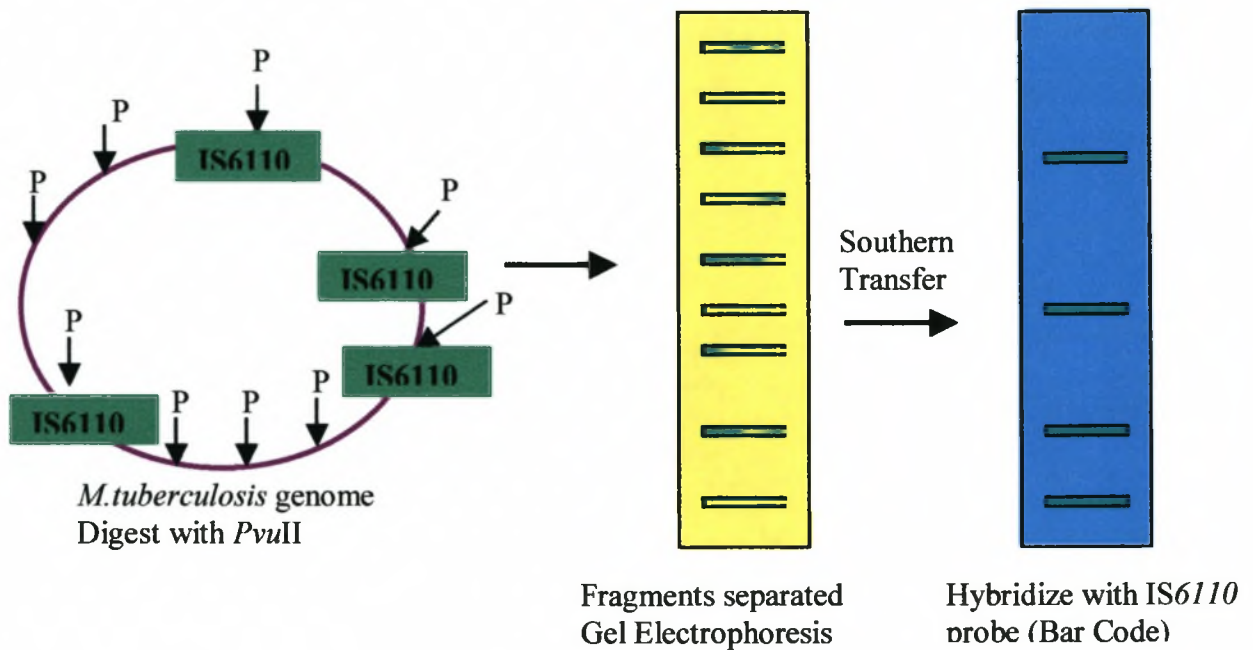 P
P
P
IS6110
P
IS6110
P
IS6110
P
IS6110
P
P
P
M.tuberculosis genome
Digest with PvuII
Southern
Transfer
Fragments separated
Gel Electrophoresis
Hybridize with IS6110
probe (Bar Code)